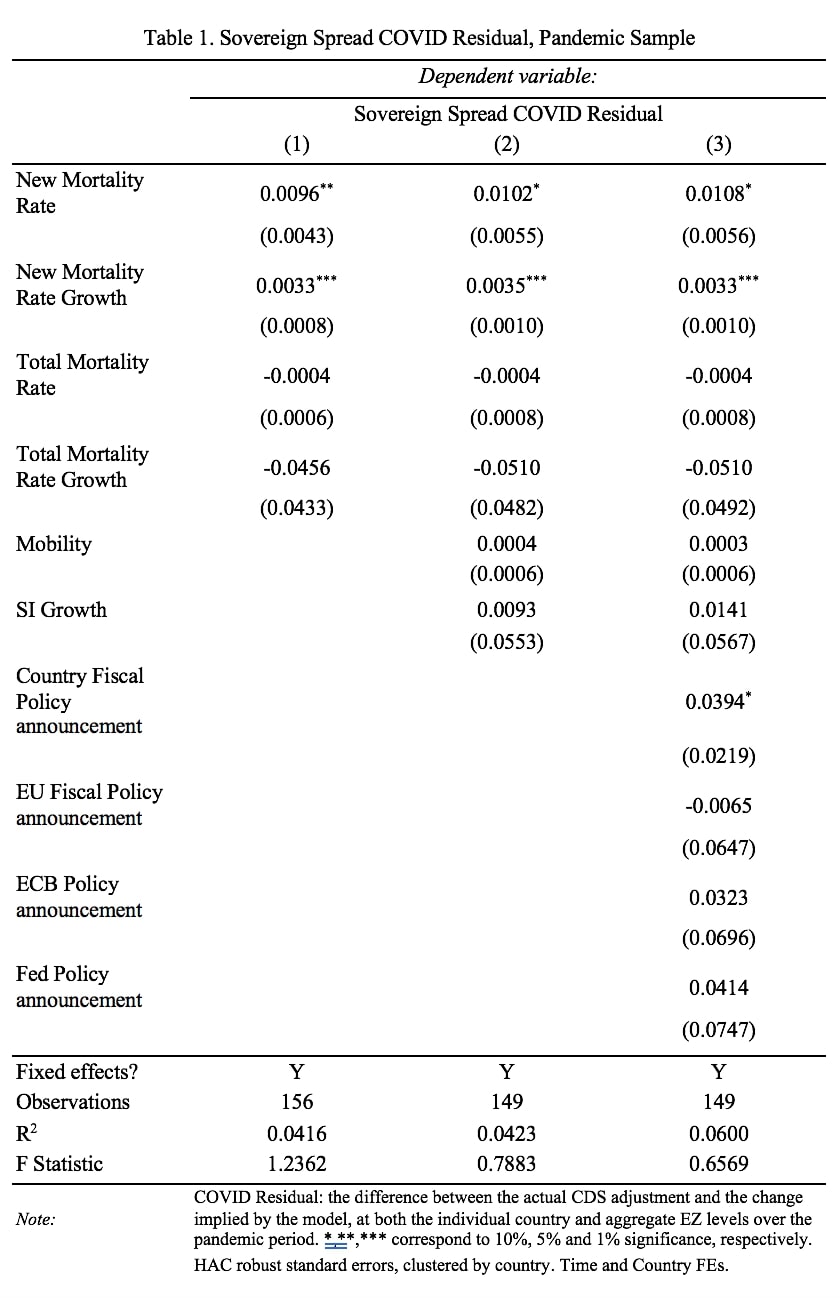 Table 1. Sovereign Spread COVID Residual, Pandemic Sample
Dependent variable:
Sovereign Spread COVID Residual
(1) (2) (3)
New Mortality
Rate
0.0096** 0.0102* 0.0108*
(0.0043) (0.0055) (0.0056)
New Mortality
Rate Growth
0.0033*** 0.0035*** 0.0033***
(0.0008) (0.0010) (0.0010)
Total Mortality
Rate
-0.0004 -0.0004 -0.0004
(0.0006) (0.0008) (0.0008)
Total Mortality
Rate Growth
-0.0456 -0.0510 -0.0510
(0.0433) (0.0482) (0.0492)
Mobility 0.0004 0.0003
(0.0006) (0.0006)
SI Growth 0.0093 0.0141
(0.0553) (0.0567)
Country Fiscal
Policy
announcement
0.0394*
(0.0219)
EU Fiscal Policy
announcement
-0.0065
(0.0647)
ECB Policy
announcement
0.0323
(0.0696)
Fed Policy
announcement
0.0414
(0.0747)
Fixed effects? Y Y Y
Observations 156 149 149
R² 0.0416 0.0423 0.0600
F Statistic 1.2362 0.7883 0.6569
Note:
COVID Residual: the difference between the actual CDS adjustment and the change
implied by the model, at both the individual country and aggregate EZ levels over the
pandemic period. *,**,*** correspond to 10%, 5% and 1% significance, respectively.
HAC robust standard errors, clustered by country. Time and Country FEs.